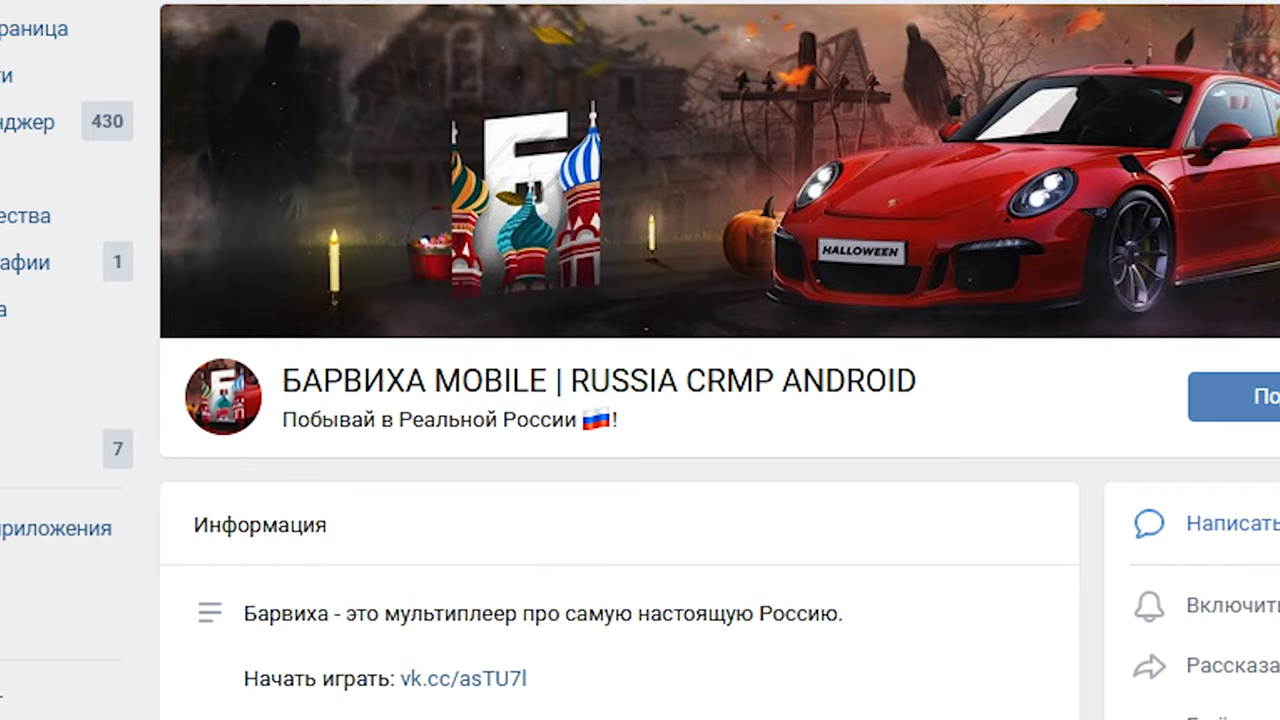 раница
ти
нджер 430
ества
афии 1
а
7
приложения
Б
HALLOWEEN
БАРВИХА MOBILE | RUSSIA CRMP ANDROID
Побывай в Реальной России 🇷🇺!
По
Информация
Барвиха - это мультиплеер про самую настоящую Россию.
Начать играть: vk.cc/asTU7l
Написать
Включить
Рассказа